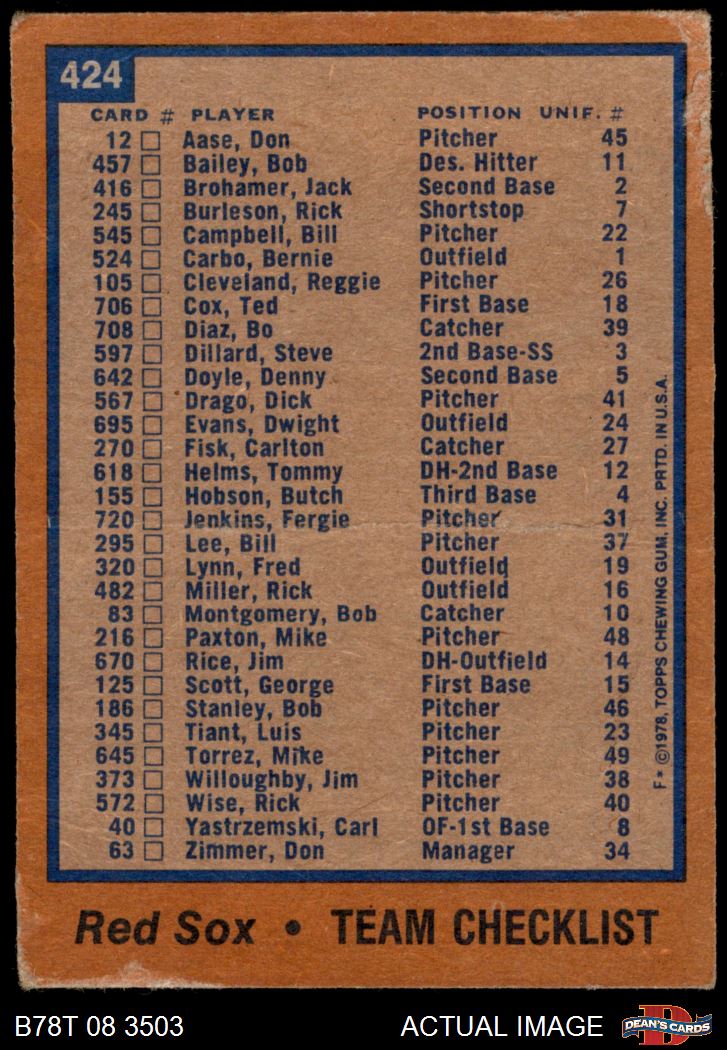 424
CARD # PLAYER POSITION UNIF. #
12 Aase, Don Pitcher 45
457 Bailey, Bob Des. Hitter 11
416 Brohamer, Jack Second Base 2
245 Burleson, Rick Shortstop 7
545 Campbell, Bill Pitcher 22
524 Carbo, Bernie Outfield 1
105 Cleveland, Reggie Pitcher 26
706 Cox, Ted First Base 18
708 Diaz, Bo Catcher 39
597 Dillard, Steve 2nd Base-SS 3
642 Doyle, Denny Second Base 5
567 Drago, Dick Pitcher 41
695 Evans, Dwight Outfield 24
270 Fisk, Carlton Catcher 27
618 Helms, Tommy DH-2nd Base 12
155 Hobson, Butch Third Base 4
720 Jenkins, Fergie Pitcher 31
295 Lee, Bill Pitcher 37
320 Lynn, Fred Outfield 19
482 Miller, Rick Outfield 16
83 Montgomery, Bob Catcher 10
216 Paxton, Mike Pitcher 48
670 Rice, Jim DH-Outfield 14
125 Scott, George First Base 15
186 Stanley, Bob Pitcher 46
345 Tiant, Luis Pitcher 23
645 Torrez, Mike Pitcher 49
373 Willoughby, Jim Pitcher 38
572 Wise, Rick Pitcher 40
40 Yastrzemski, Carl OF-1st Base 8
63 Zimmer, Don Manager 34
F* ©1978, TOPPS CHEWING GUM, INC. PRTD. IN U.S.A.
Red Sox • TEAM CHECKLIST
B78T 08 3503 ACTUAL IMAGE
D
DEAN'S CARDS